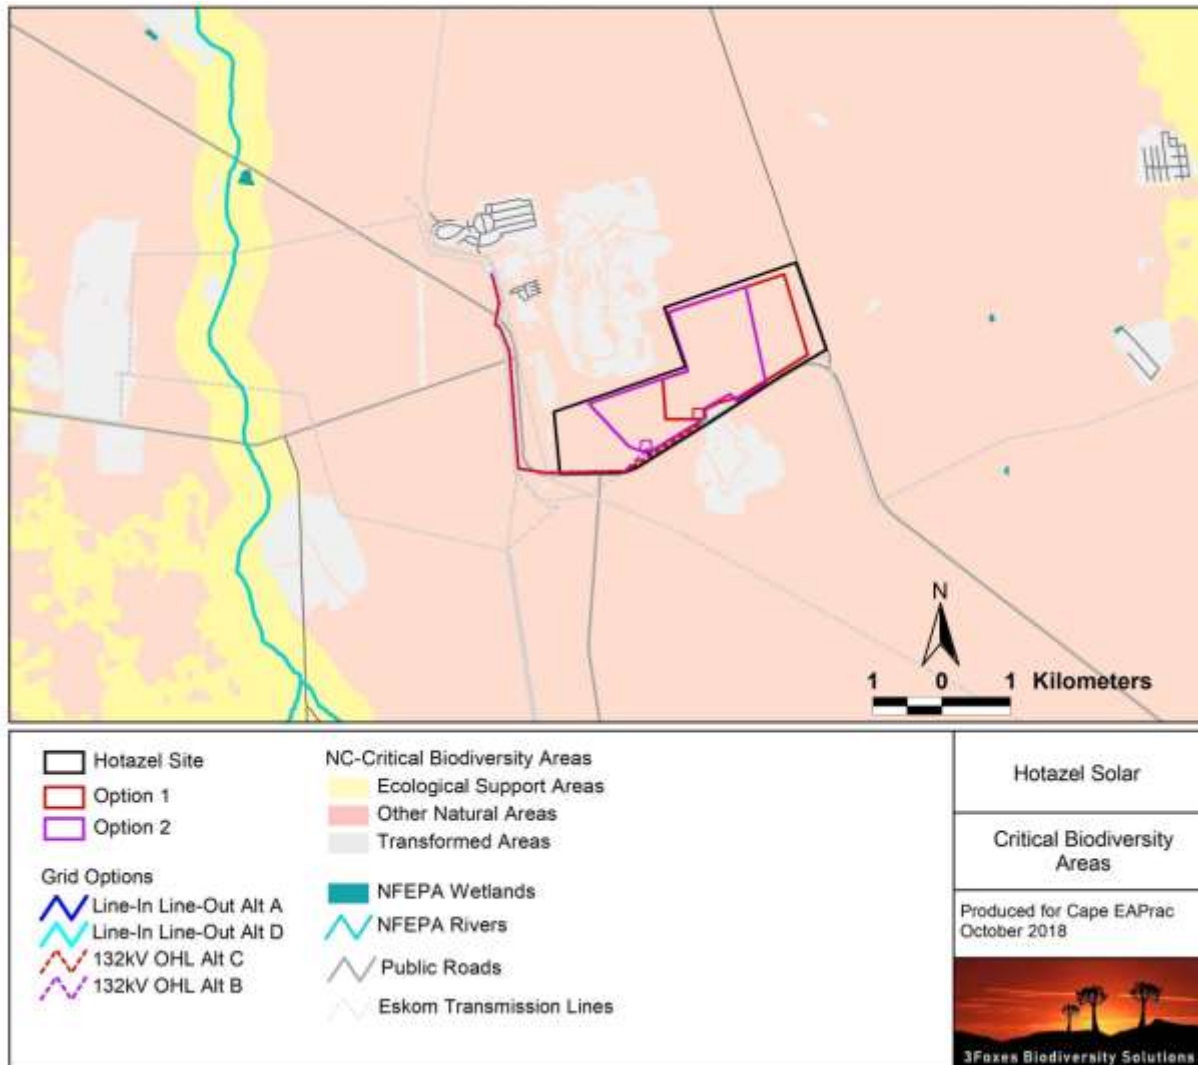 N
1 0 1 Kilometers
Hotazel Site
Option 1
Option 2
Grid Options
Line-In Line-Out Alt A
Line-In Line-Out Alt D
132kV OHL Alt C
132kV OHL Alt B
NC-Critical Biodiversity Areas
Ecological Support Areas
Other Natural Areas
Transformed Areas
NFEPA Wetlands
NFEPA Rivers
Public Roads
Eskom Transmission Lines
Hotazel Solar
Critical Biodiversity
Areas
Produced for Cape EAPrac
October 2018
3Foxes Biodiversity Solutions